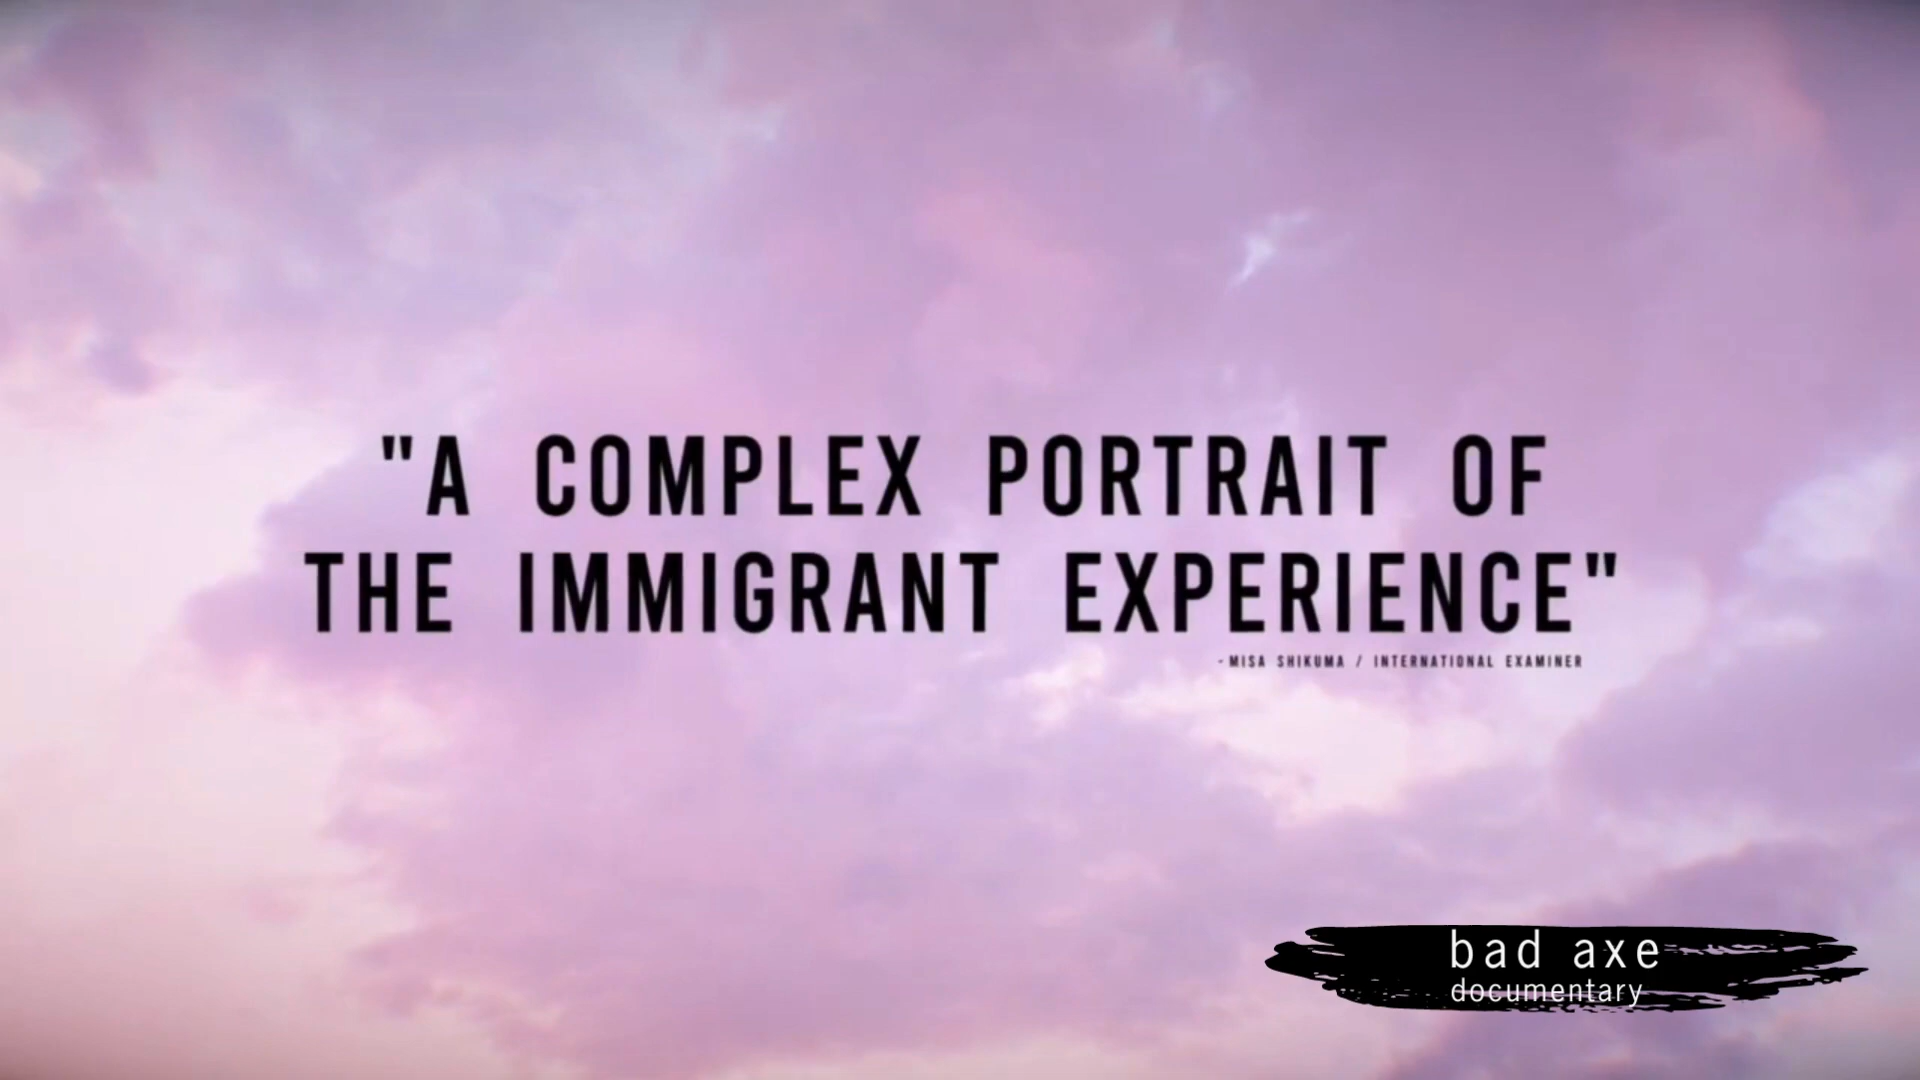 "A COMPLEX PORTRAIT OF
THE IMMIGRANT EXPERIENCE"
- MISA SHIKUMA / INTERNATIONAL EXAMINER
bad axe
documentary